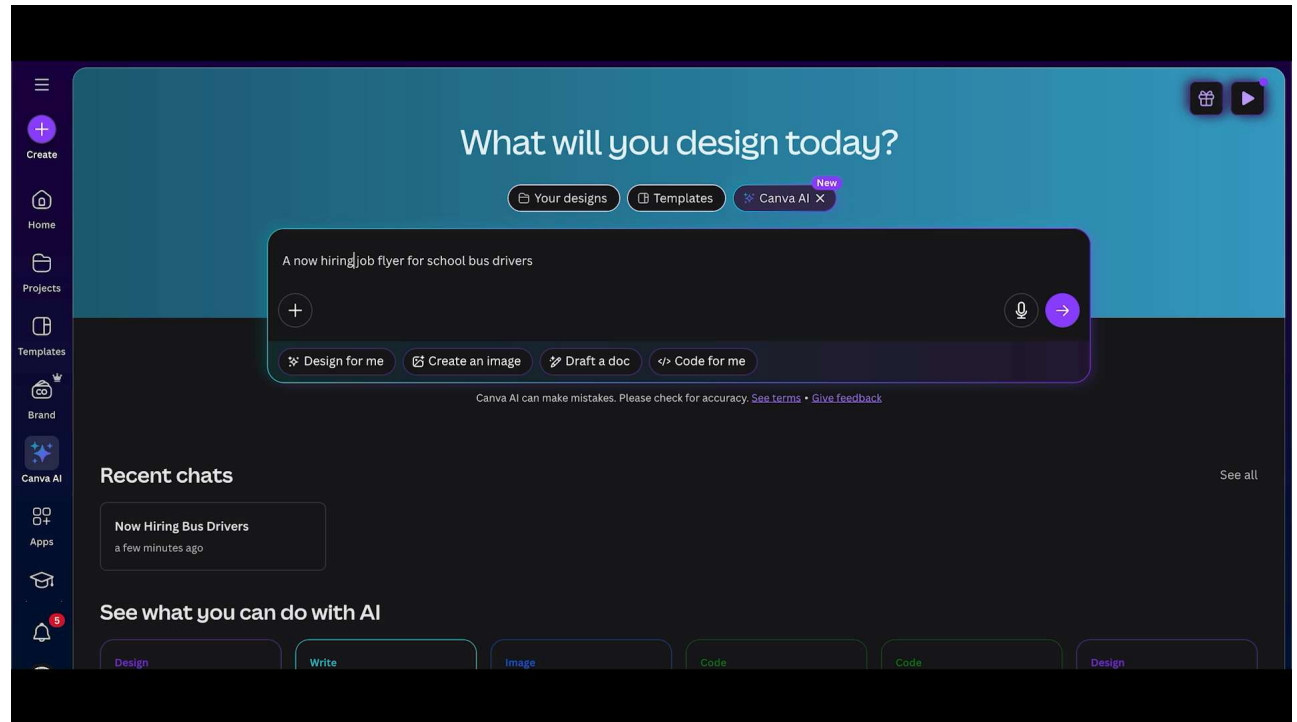 What will you design today?
New
Your designs
Templates
Canva AI
A now hiring job flyer for school bus drivers
Design for me
Create an image
Draft a doc
</> Code for me
Canva AI can make mistakes. Please check for accuracy. See terms • Give feedback
Create
Home
Projects
Templates
CO
Brand
Canva AI
Apps
5
Recent chats
See all
Now Hiring Bus Drivers
a few minutes ago
See what you can do with AI
Design
Write
Image
Code
Code
Design